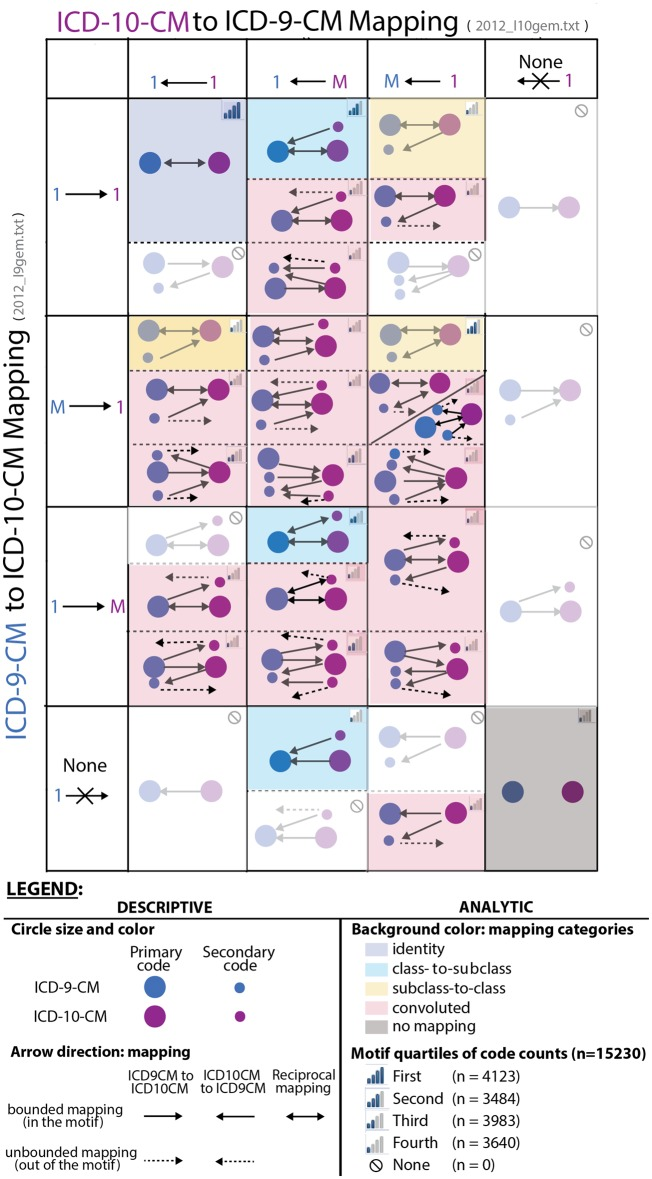 ICD-10-CM to ICD-9-CM Mapping (2012_I10gem.txt)
None
1 1
1 M
M 1
1
ICD-9-CM to ICD-10-CM Mapping (2012_I9gem.txt)
1 1
M 1
1 M
None
1
LEGEND:
DESCRIPTIVE
Circle size and color
Primary code
Secondary code
ICD-9-CM
ICD-10-CM
Arrow direction: mapping
ICD9CM to ICD10CM
ICD10CM to ICD9CM
Reciprocal mapping
bounded mapping
(in the motif)
unbounded mapping
(out of the motif)
ANALYTIC
Background color: mapping categories
identity
class- to-subclass
subclass-to-class
convoluted
no mapping
Motif quartiles of code counts (n=15230)
First (n = 4123)
Second (n = 3484)
Third (n = 3983)
Fourth (n = 3640)
None (n = 0)